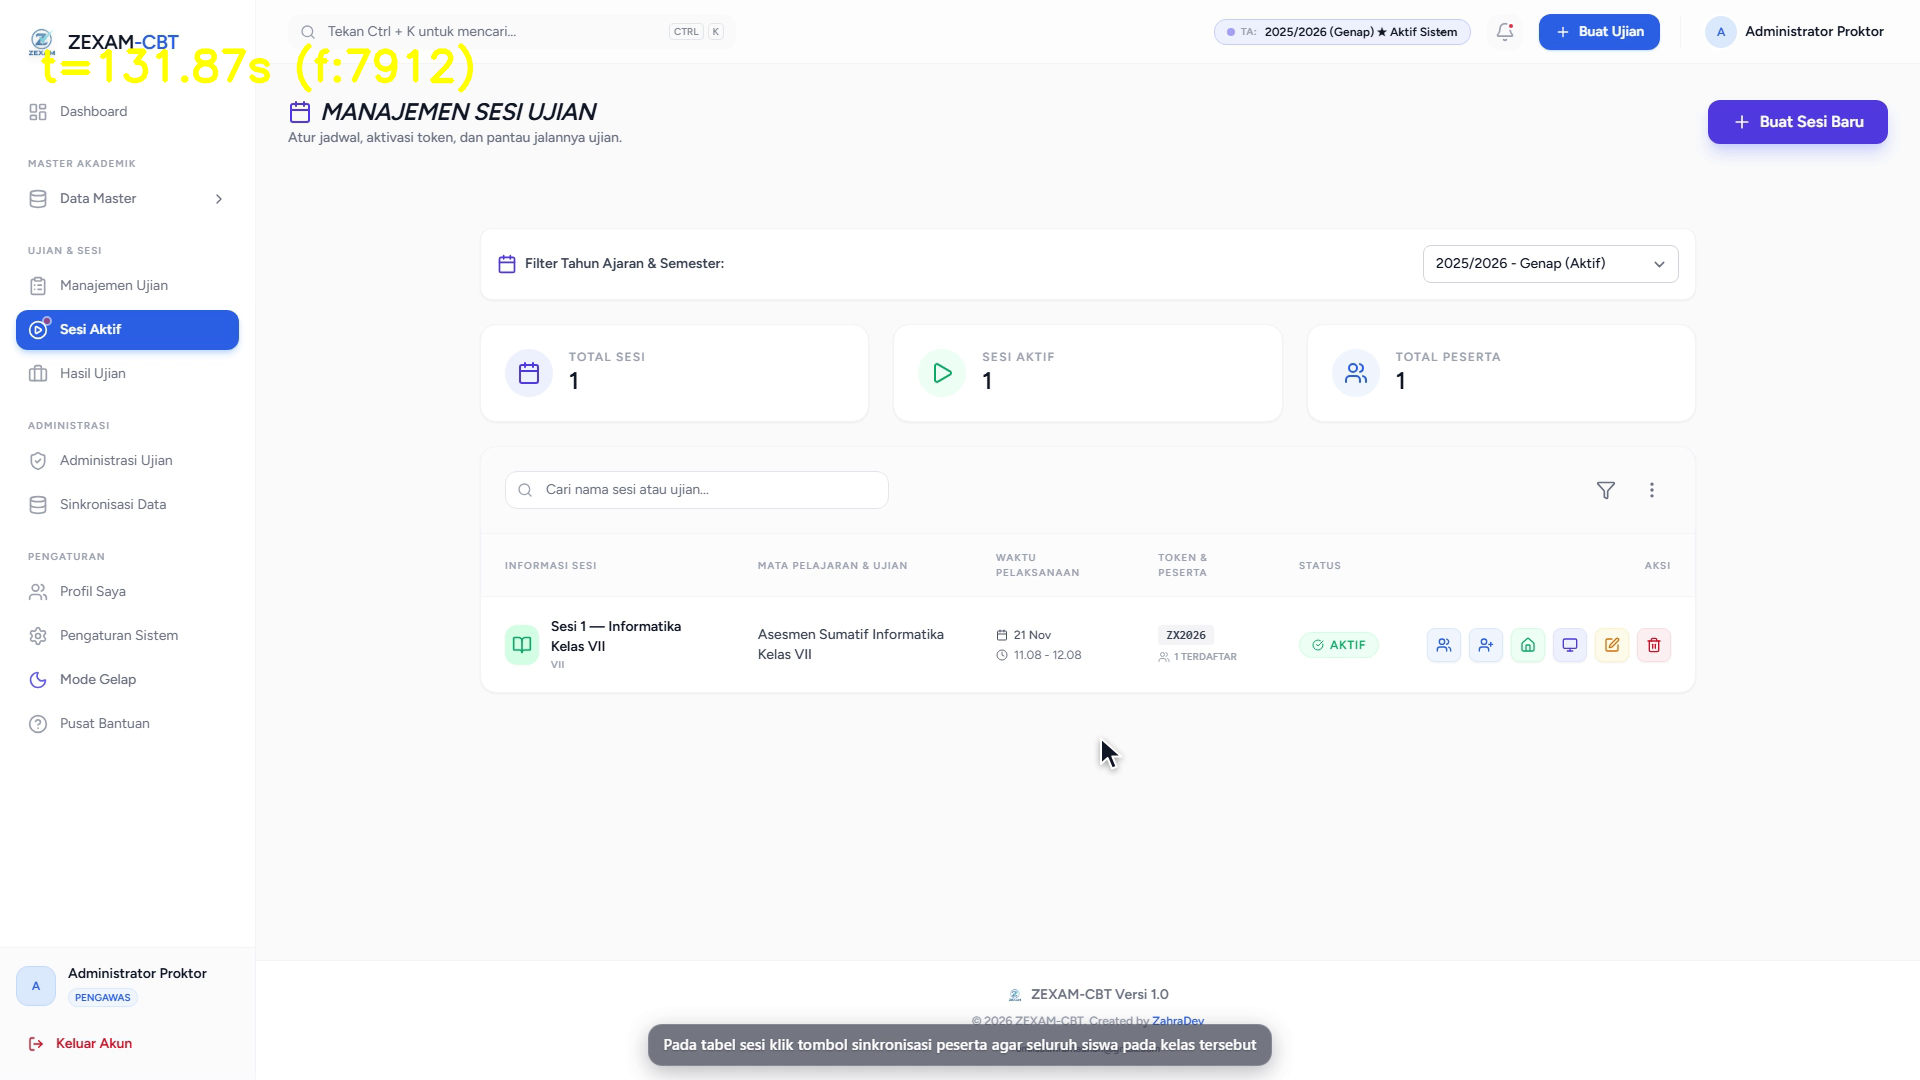 ZEXAM-CBT
t=131.87s (f:7912)
Tekan Ctrl + K untuk mencari...
CTRL K
TA: 2025/2026 (Genap) ★ Aktif Sistem
Buat Ujian
A
Administrator Proktor
Dashboard
MASTER AKADEMIK
Data Master
UJIAN & SESI
Manajemen Ujian
Sesi Aktif
Hasil Ujian
ADMINISTRASI
Administrasi Ujian
Sinkronisasi Data
PENGATURAN
Profil Saya
Pengaturan Sistem
Mode Gelap
Pusat Bantuan
A
Administrator Proktor
PENGAWAS
Keluar Akun
MANAJEMEN SESI UJIAN
Atur jadwal, aktivasi token, dan pantau jalannya ujian.
Buat Sesi Baru
Filter Tahun Ajaran & Semester:
2025/2026 - Genap (Aktif)
TOTAL SESI
1
SESI AKTIF
1
TOTAL PESERTA
1
Cari nama sesi atau ujian...
INFORMASI SESI
MATA PELAJARAN & UJIAN
WAKTU
PELAKSANAAN
TOKEN &
PESERTA
STATUS
AKSI
Sesi 1 — Informatika
Kelas VII
VII
Asesmen Sumatif Informatika
Kelas VII
21 Nov
11.08 - 12.08
ZX2026
1 TERDAFTAR
AKTIF
ZEXAM-CBT Versi 1.0
© 2026 ZEXAM-CBT. Created by ZahraDev
Pada tabel sesi klik tombol sinkronisasi peserta agar seluruh siswa pada kelas tersebut